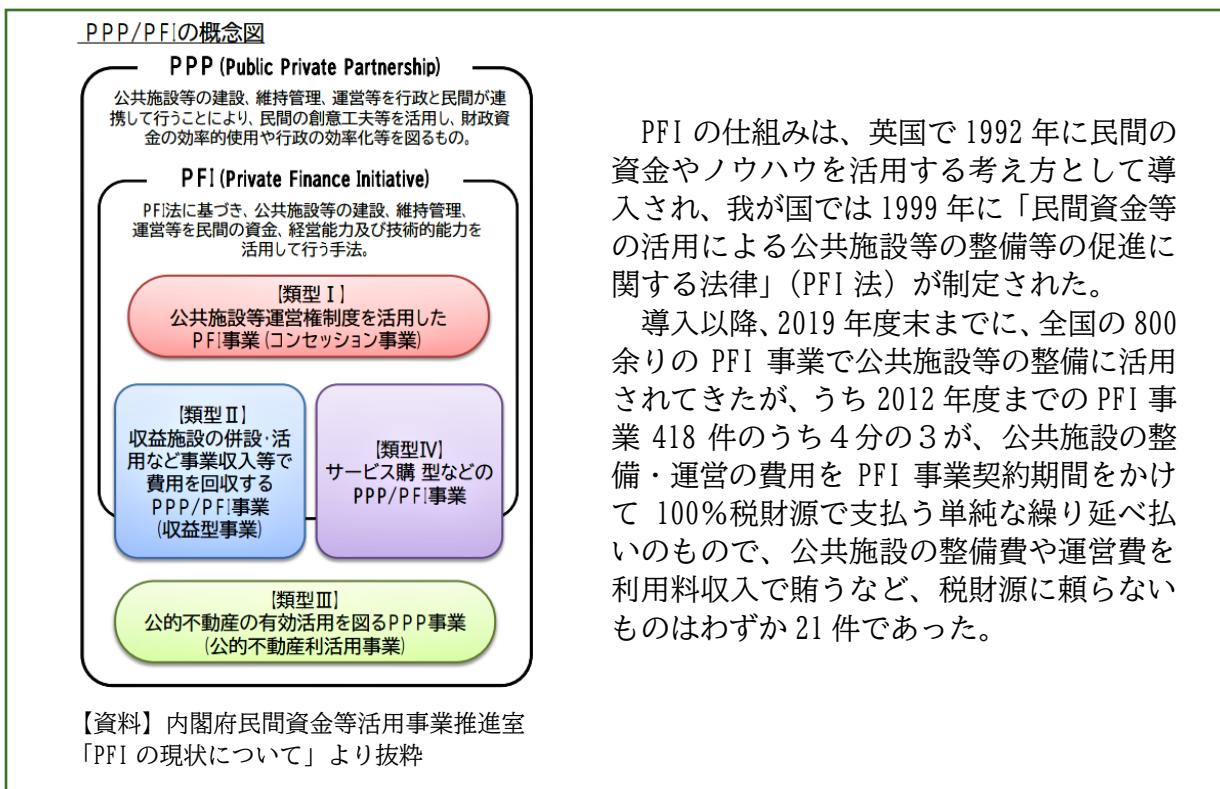 PPP/PFIの概念図
PPP (Public Private Partnership)
公共施設等の建設、維持管理、運営等を行政と民間が連
携して行うことにより、民間の創意工夫等を活用し、財政資
金の効率的使用や行政の効率化等を図るもの。
PFI (Private Finance Initiative)
PFI法に基づき、公共施設等の建設、維持管理、
運営等を民間の資金、経営能力及び技術的能力を
活用して行う手法。
【類型Ⅰ】
公共施設等運営権制度を活用した
PFI事業(コンセッション事業)
【類型Ⅱ】
収益施設の併設・活
用など事業収入等で
費用を回収する
PPP/PFI事業
(収益型事業)
【類型Ⅳ】
サービス購 型などの
PPP/PFI事業
【類型Ⅲ】
公的不動産の有効活用を図るPPP事業
(公的不動産利活用事業)
【資料】内閣府民間資金等活用事業推進室
「PFI の現状について」より抜粋
PFI の仕組みは、英国で 1992 年に民間の
資金やノウハウを活用する考え方として導
入され、我が国では 1999 年に「民間資金等
の活用による公共施設等の整備等の促進に
関する法律」（PFI 法）が制定された。
導入以降、2019 年度末までに、全国の 800
余りの PFI 事業で公共施設等の整備に活用
されてきたが、うち 2012 年度までの PFI 事
業 418 件のうち４分の３が、公共施設の整
備・運営の費用を PFI 事業契約期間をかけ
て 100％税財源で支払う単純な繰り延べ払
いのもので、公共施設の整備費や運営費を
利用料収入で賄うなど、税財源に頼らない
ものはわずか 21 件であった。